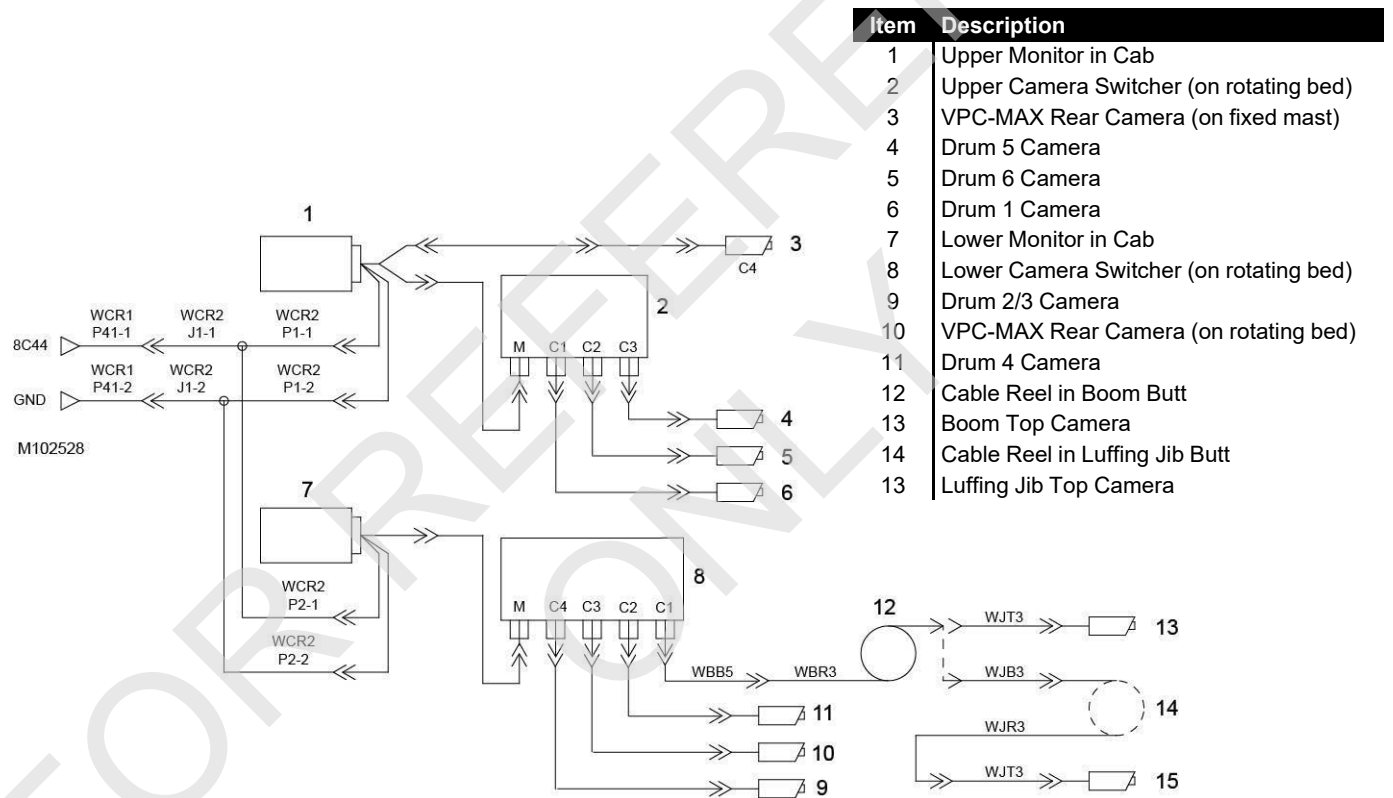 Item Description
1 Upper Monitor in Cab
2 Upper Camera Switcher (on rotating bed)
3 VPC-MAX Rear Camera (on fixed mast)
4 Drum 5 Camera
5 Drum 6 Camera
6 Drum 1 Camera
7 Lower Monitor in Cab
8 Lower Camera Switcher (on rotating bed)
9 Drum 2/3 Camera
10 VPC-MAX Rear Camera (on rotating bed)
11 Drum 4 Camera
12 Cable Reel in Boom Butt
13 Boom Top Camera
14 Cable Reel in Luffing Jib Butt
13 Luffing Jib Top Camera
1
3
C4
2
WCR1 WCR2 WCR2
P41-1 J1-1 P1-1
8C44
M C1 C2 C3
WCR1 WCR2 WCR2
P41-2 J1-2 P1-2
GND
4
M102528
5
6
7
8
WCR2
P2-1
M C4 C3 C2 C1
12
WJT3
13
WCR2
P2-2
WBB5 WBR3
WJB3
14
11
WJR3
10
WJT3
15
9
FOR REFERENCE
ONLY